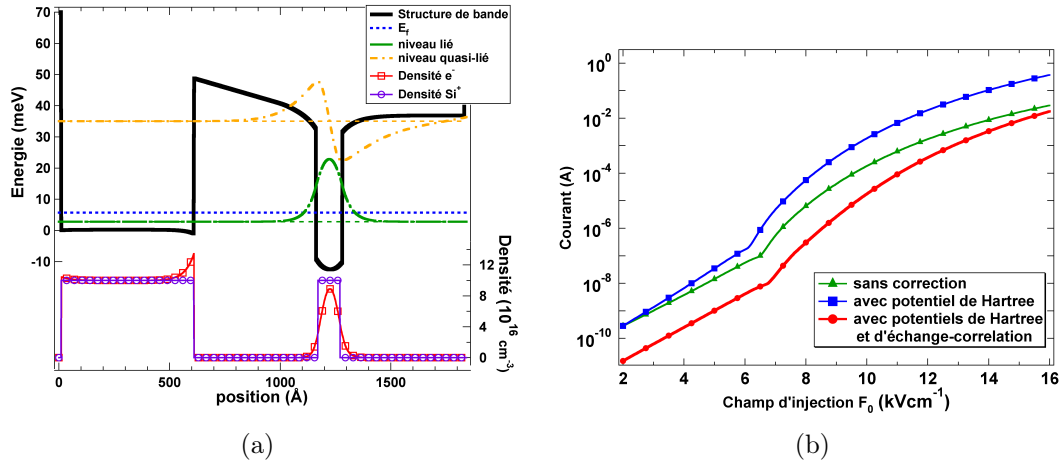 70
60
50
40
30
20
10
0
-10
Energie (meV)
Structure de bande
E_f
niveau lié
niveau quasi-lié
Densité e⁻
Densité Si⁺
12
8
4
0
Densité (10¹⁶ cm⁻³)
0
500
1000
1500
position (Å)
(a)
10⁰
10⁻²
10⁻⁴
10⁻⁶
10⁻⁸
10⁻¹⁰
Courant (A)
sans correction
avec potentiel de Hartree
avec potentiels de Hartree
et d'échange-correlation
2
4
6
8
10
12
14
16
Champ d'injection F₀ (kVcm⁻¹)
(b)